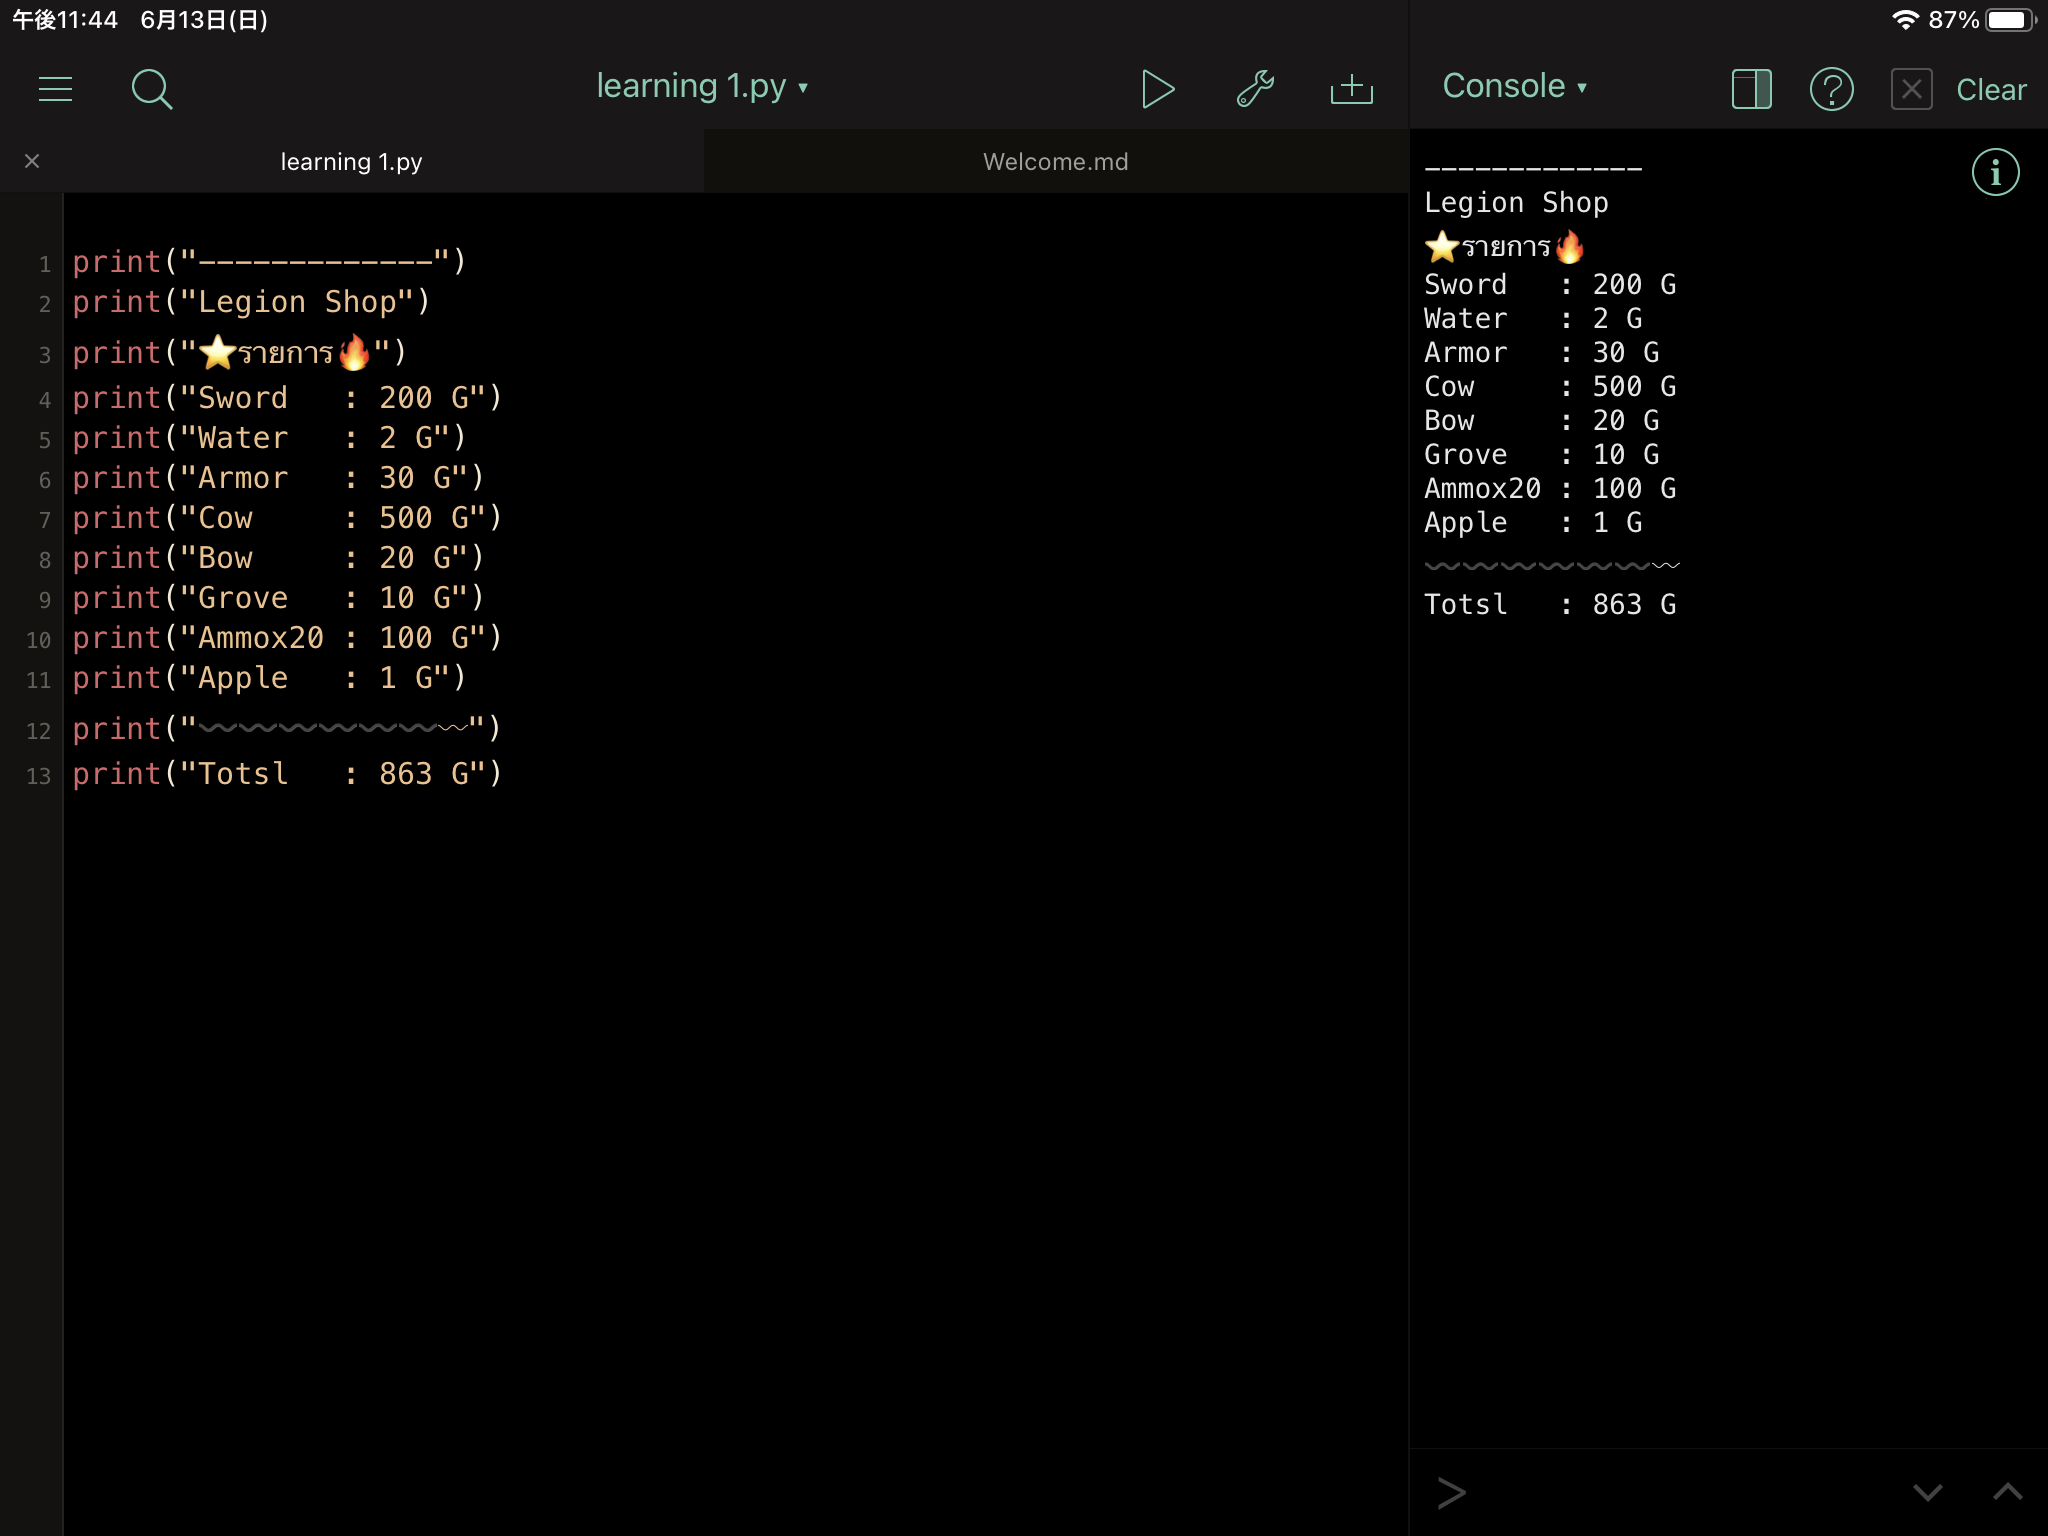 午後11:44 6月13日(日) 87%
learning 1.py ▾
Console ▾ Clear
learning 1.py
Welcome.md
1 print("—————————————")
2 print("Legion Shop")
3 print("⭐️รายการ🔥")
4 print("Sword   : 200 G")
5 print("Water   : 2 G")
6 print("Armor   : 30 G")
7 print("Cow     : 500 G")
8 print("Bow     : 20 G")
9 print("Grove   : 10 G")
10 print("Ammox20 : 100 G")
11 print("Apple   : 1 G")
12 print("〰️〰️〰️〰️〰️〰️〰")
13 print("Totsl   : 863 G")
—————————————
Legion Shop
⭐️รายการ🔥
Sword   : 200 G
Water   : 2 G
Armor   : 30 G
Cow     : 500 G
Bow     : 20 G
Grove   : 10 G
Ammox20 : 100 G
Apple   : 1 G
〰️〰️〰️〰️〰️〰️〰
Totsl   : 863 G
>